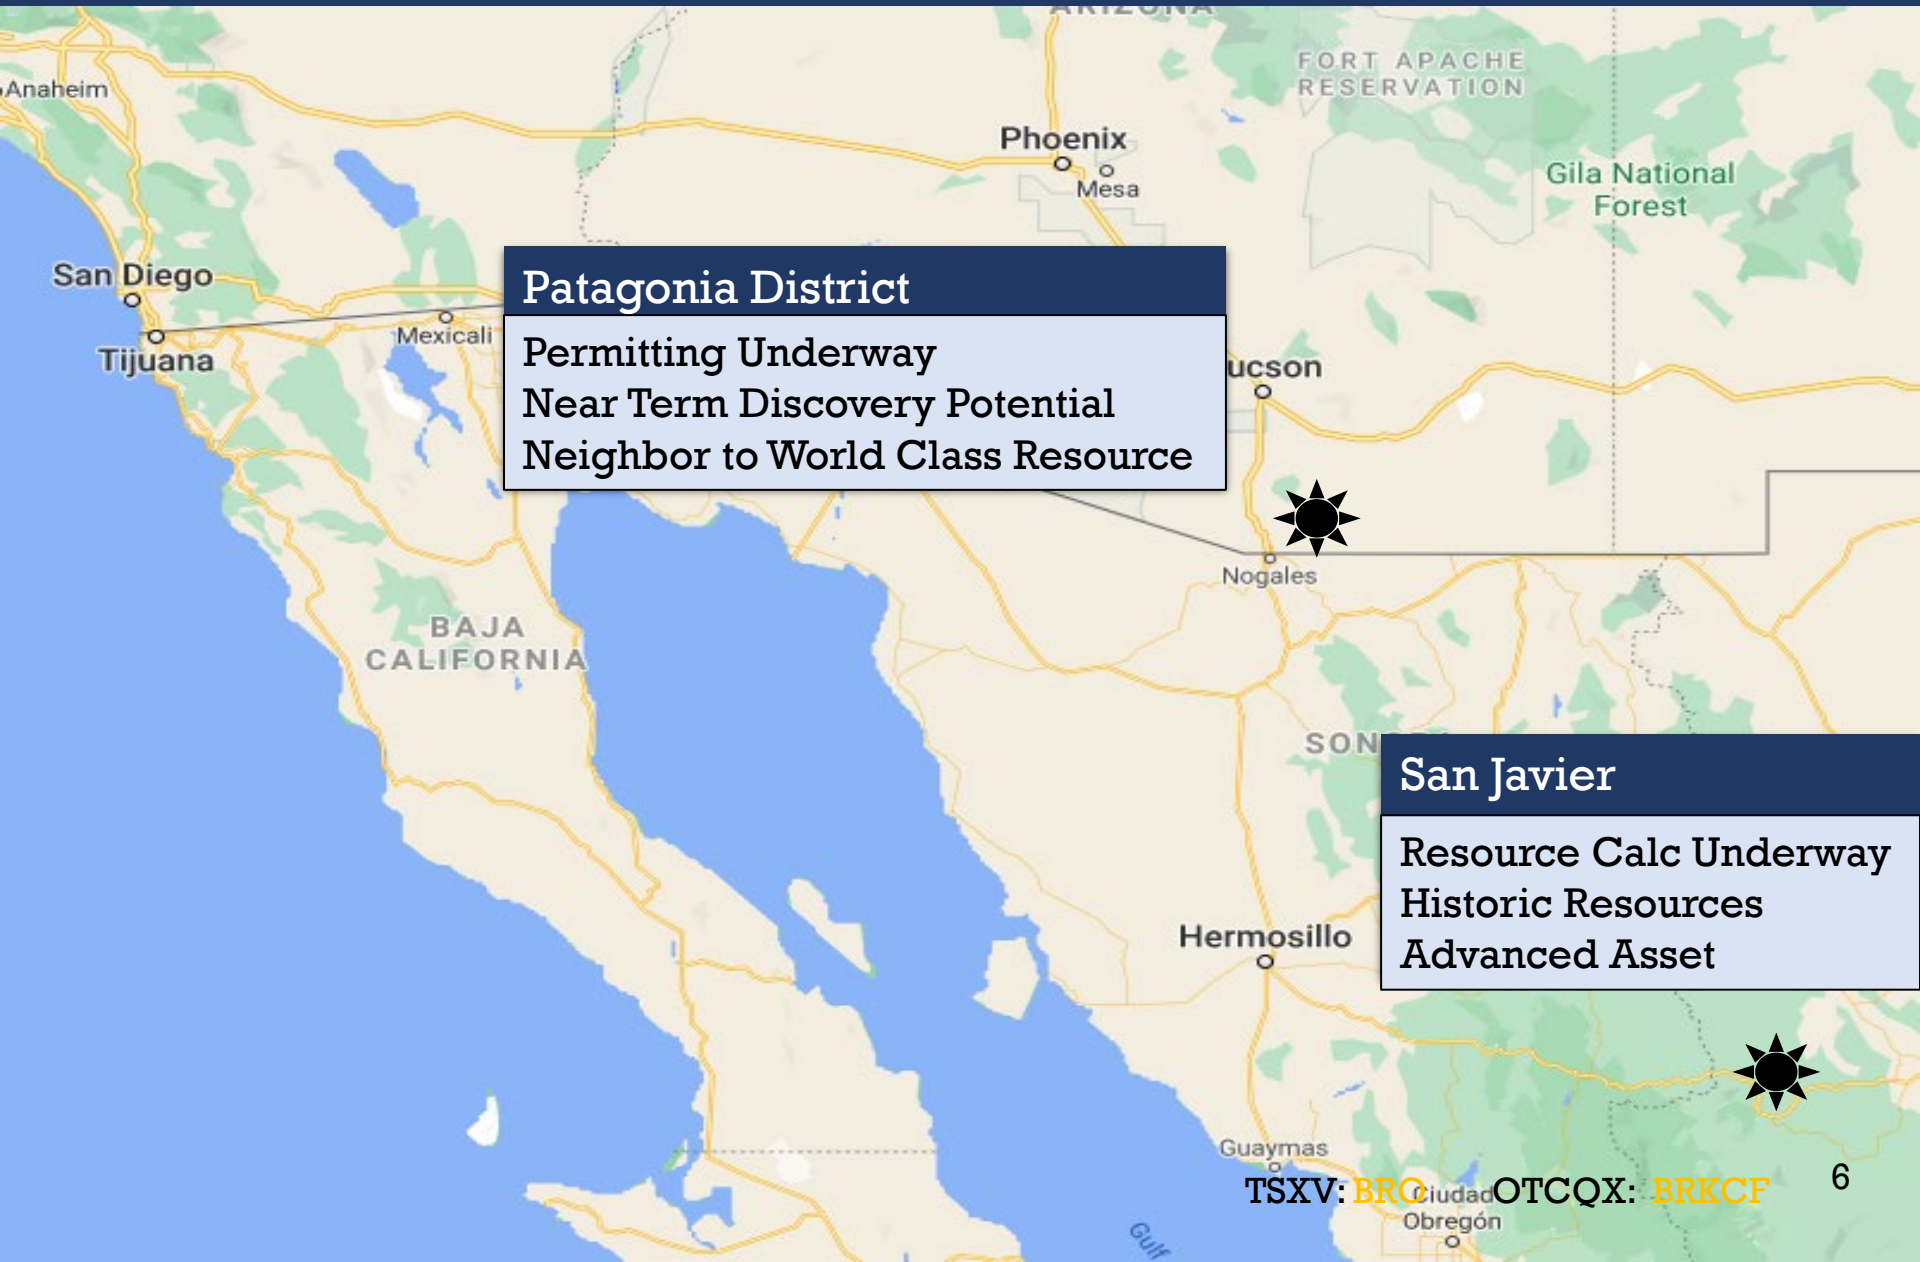 ARIZONA
Anaheim
FORT APACHE
RESERVATION
Phoenix
Mesa
Gila National
Forest
San Diego
Tijuana
Mexicali
Patagonia District
Permitting Underway
Near Term Discovery Potential
Neighbor to World Class Resource
ucson
Nogales
BAJA
CALIFORNIA
SON
San Javier
Resource Calc Underway
Historic Resources
Advanced Asset
Hermosillo
Guaymas
TSXV: BRO OTCQX: BRKCF
6
Ciudad
Obregón
Gulf